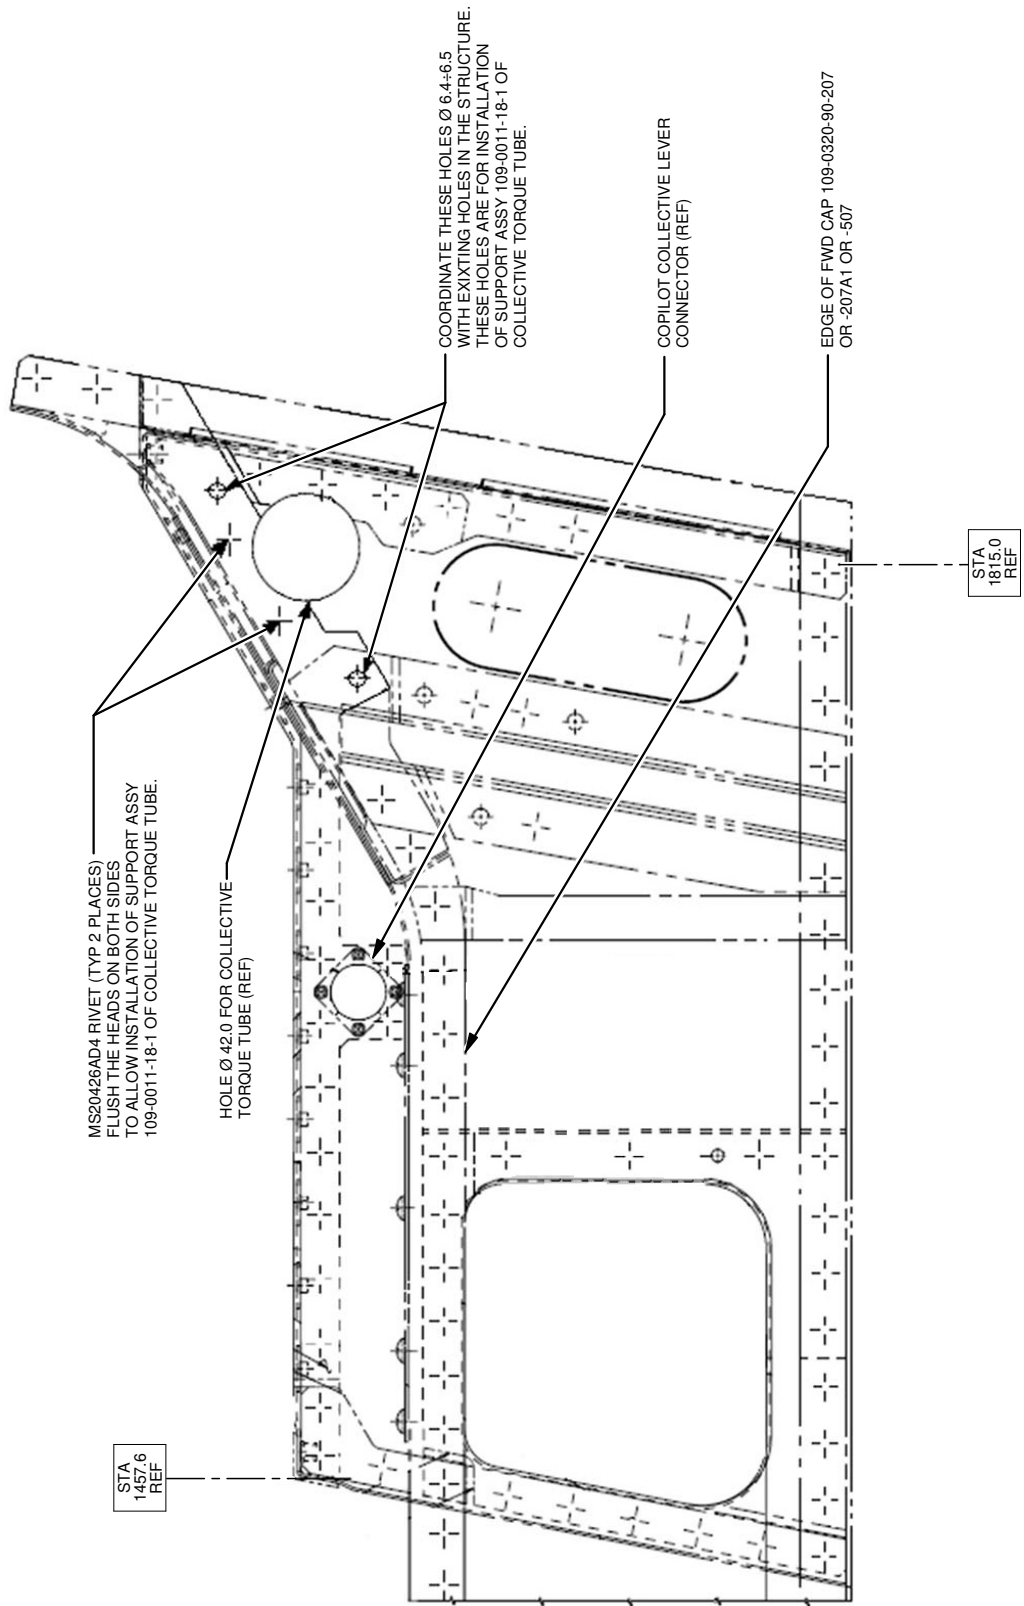 MS20426AD4 RIVET (TYP 2 PLACES)
FLUSH THE HEADS ON BOTH SIDES
TO ALLOW INSTALLATION OF SUPPORT ASSY
109-0011-18-1 OF COLLECTIVE TORQUE TUBE.
HOLE Ø 42.0 FOR COLLECTIVE
TORQUE TUBE (REF)
COORDINATE THESE HOLES Ø 6.4÷6.5
WITH EXIXTING HOLES IN THE STRUCTURE.
THESE HOLES ARE FOR INSTALLATION
OF SUPPORT ASSY 109-0011-18-1 OF
COLLECTIVE TORQUE TUBE.
COPILOT COLLECTIVE LEVER
CONNECTOR (REF)
EDGE OF FWD CAP 109-0320-90-207
OR -207A1 OR -507
STA
1457.6
REF
STA
1815.0
REF